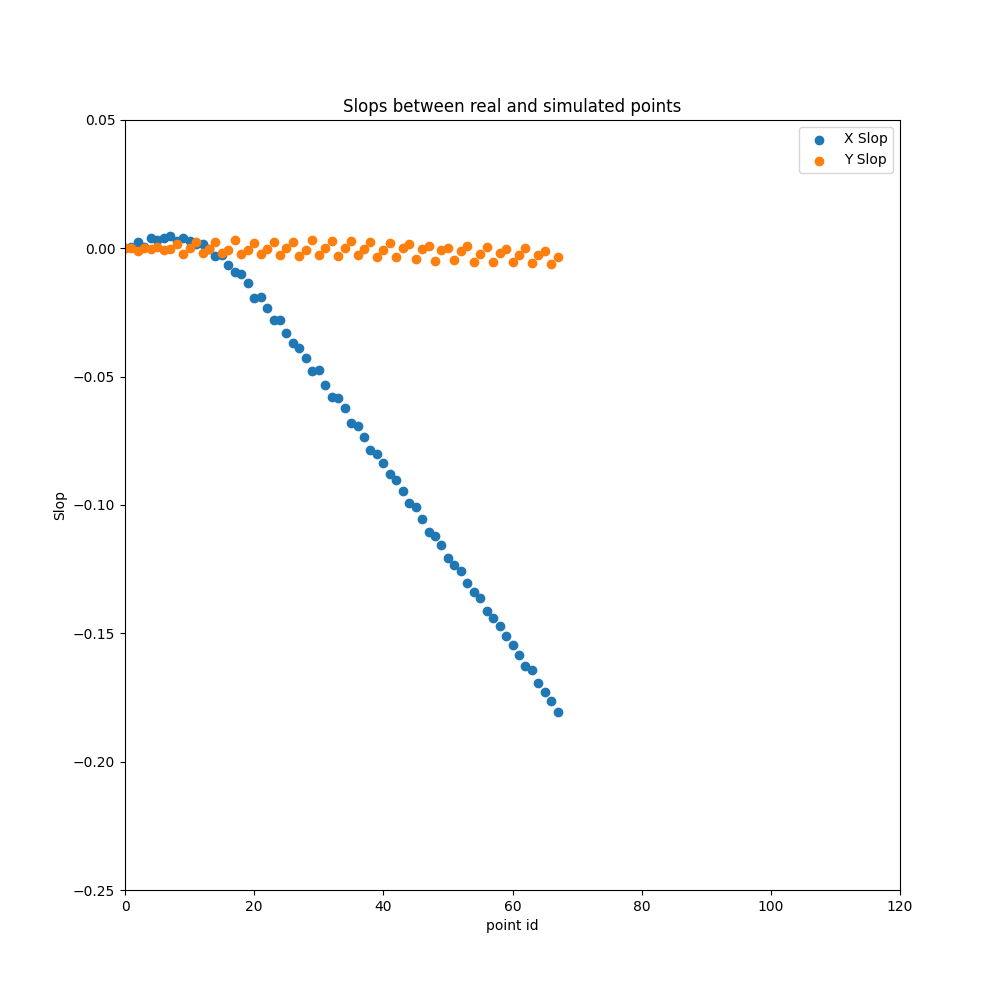 Slops between real and simulated points
X Slop
Y Slop
0.05
0.00
−0.05
−0.10
−0.15
−0.20
−0.25
Slop
0 20 40 60 80 100 120
point id